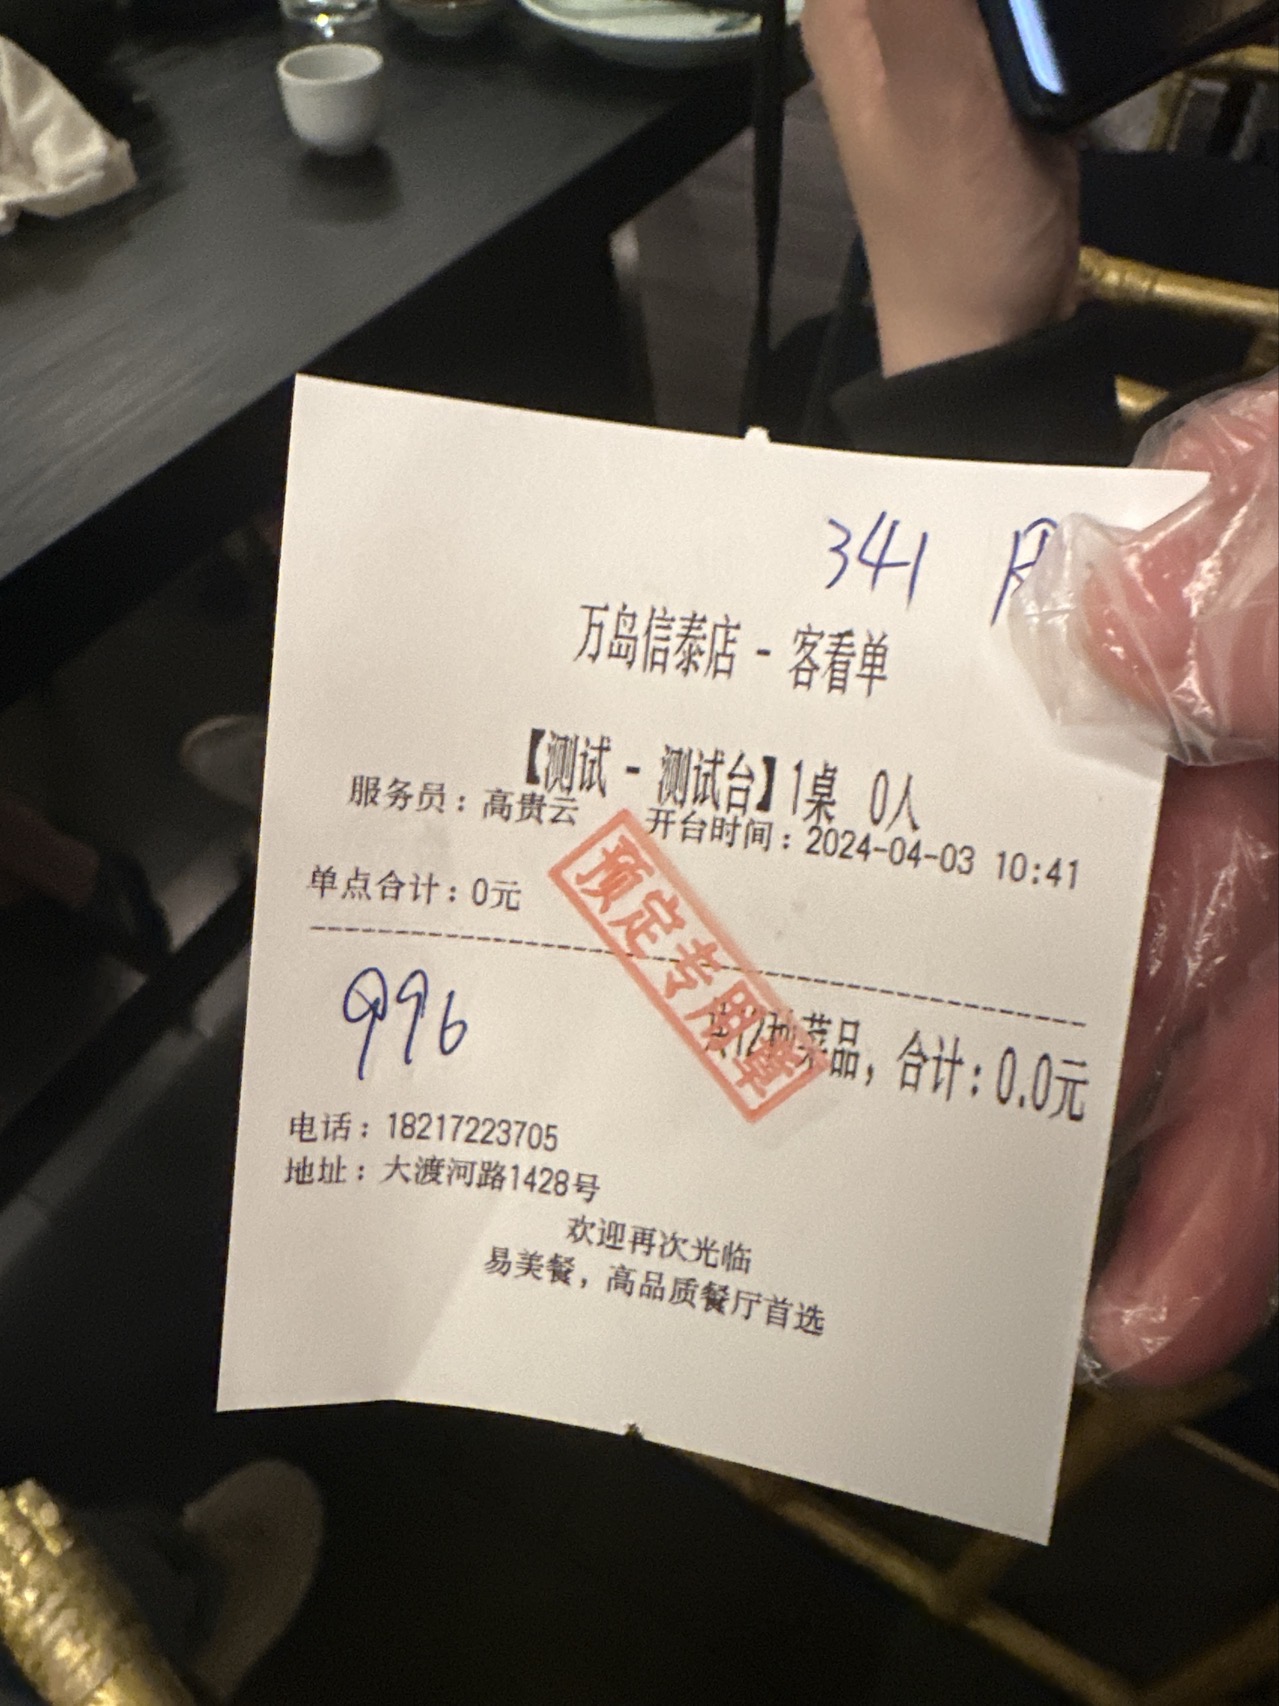 341
万岛信泰店 - 客看单
【测试 - 测试台】1桌 0人
服务员：高贵云 开台时间：2024-04-03 10:41
单点合计：0元
预定专用章
996
菜品，合计：0.0元
电话：18217223705
地址：大渡河路1428号
欢迎再次光临
易美餐，高品质餐厅首选